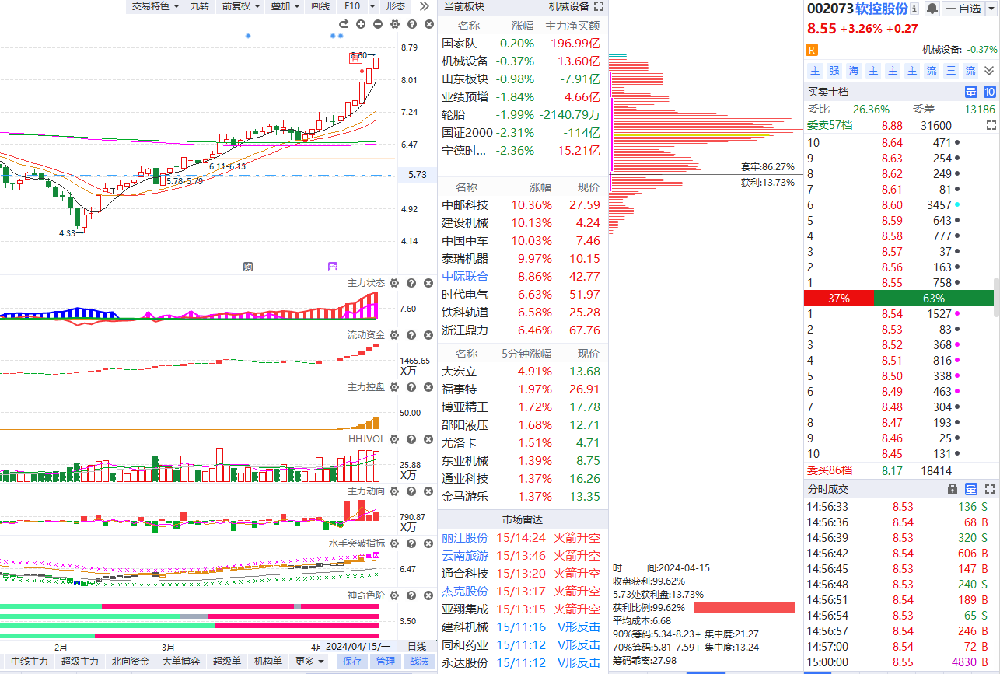 交易特色 九转 前复权 叠加 画线 F10 形态
8.60
8.79
8.01
7.24
6.47
5.73
4.92
4.14
6.11-6.13
5.78-5.79
4.33
购
主力状态
7.60
流动资金
1465.65
X万
主力控盘
50.00
HHJVOL
25.88
X万
主力动向
790.87
X万
水手突破指标
6.47
神奇色阶
3.50
2月 3月 4月 2024/04/15/一 日线
中线主力 超级主力 北向资金 大单博弈 超级单 机构单 更多 保存 管理 战法
当前板块 机械设备
名称 涨幅 主力净买额
国家队 -0.20% 196.99亿
机械设备 -0.37% 13.60亿
山东板块 -0.98% -7.91亿
业绩预增 -1.84% 4.66亿
轮胎 -1.99% -2140.79万
国证2000 -2.31% -114亿
宁德时... -2.36% 15.21亿
名称 涨幅 现价
中邮科技 10.36% 27.59
建设机械 10.13% 4.24
中国中车 10.03% 7.46
泰瑞机器 9.97% 10.15
中际联合 8.86% 42.77
时代电气 6.63% 51.97
铁科轨道 6.58% 25.28
浙江鼎力 6.46% 67.76
名称 5分钟涨幅 现价
大宏立 4.91% 13.68
福事特 1.97% 26.91
博亚精工 1.72% 17.78
邵阳液压 1.68% 12.71
尤洛卡 1.51% 4.71
东亚机械 1.39% 8.75
通业科技 1.37% 16.26
金马游乐 1.37% 13.35
市场雷达
丽江股份 15/14:24 火箭升空
云南旅游 15/13:46 火箭升空
通合科技 15/13:20 火箭升空
杰克股份 15/13:17 火箭升空
亚翔集成 15/13:15 火箭升空
建科机械 15/11:16 V形反击
同和药业 15/11:12 V形反击
永达股份 15/11:12 V形反击
套牢:86.27%
获利:13.73%
时 间:2024-04-15
收盘获利:99.62%
5.73处获利盘:13.73%
获利比例:99.62%
平均成本:6.68
90%筹码:5.34-8.23+ 集中度:21.27
70%筹码:5.81-7.59+ 集中度:13.24
筹码乖离:27.98
002073软控股份 自选
8.55 +3.26% +0.27
R 机械设备: -0.37%
主 强 海 主 主 主 流 三 流
买卖十档 量 10
委比 -26.36% 委差 -13186
委卖57档 8.88 31600
10 8.64 471
9 8.63 254
8 8.62 249
7 8.61 81
6 8.60 3457
5 8.59 643
4 8.58 777
3 8.57 37
2 8.56 163
1 8.55 758
37% 63%
1 8.54 1527
2 8.53 83
3 8.52 368
4 8.51 816
5 8.50 338
6 8.49 463
7 8.48 304
8 8.47 193
9 8.46 25
10 8.45 131
委买86档 8.17 18414
分时成交 量
14:56:33 8.53 136 S
14:56:36 8.54 68 B
14:56:39 8.53 320 S
14:56:42 8.54 606 B
14:56:45 8.54 147 B
14:56:48 8.53 240 S
14:56:51 8.54 189 B
14:56:54 8.53 65 S
14:56:57 8.54 246 B
14:57:00 8.54 72 B
15:00:00 8.55 4830 B